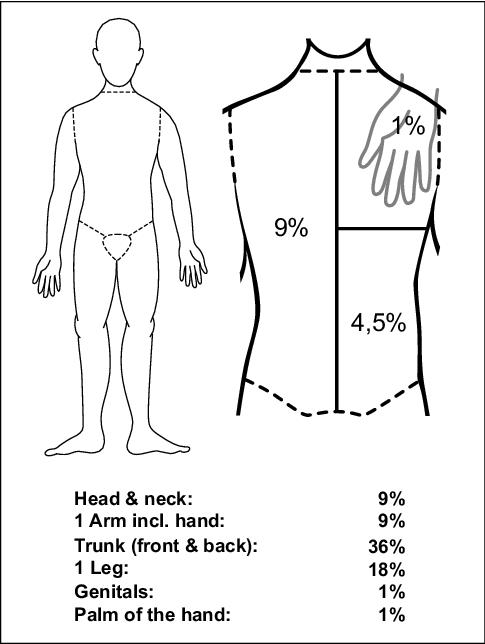 1%
9%
4,5%
Head & neck: 9%
1 Arm incl. hand: 9%
Trunk (front & back): 36%
1 Leg: 18%
Genitals: 1%
Palm of the hand: 1%